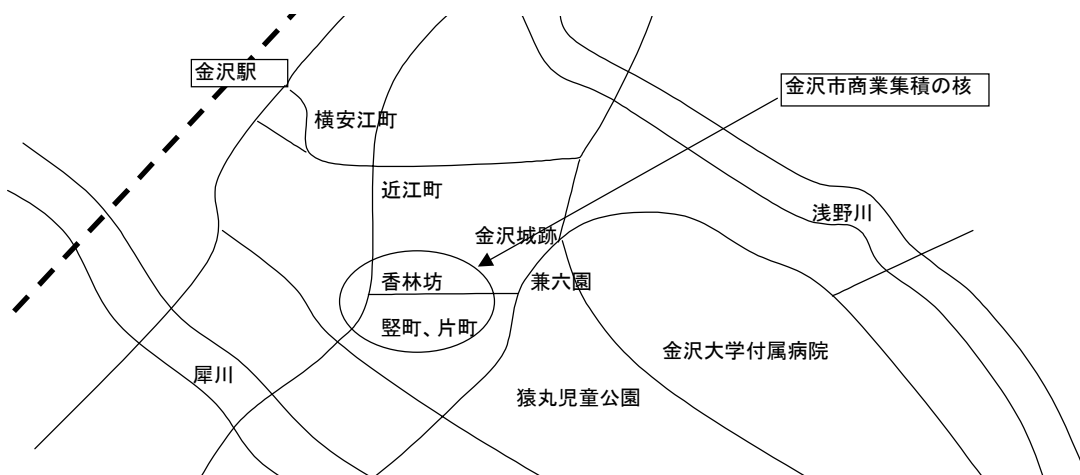 金沢駅
金沢市商業集積の核
横安江町
近江町
浅野川
金沢城跡
香林坊
兼六園
竪町、片町
金沢大学付属病院
犀川
猿丸児童公園